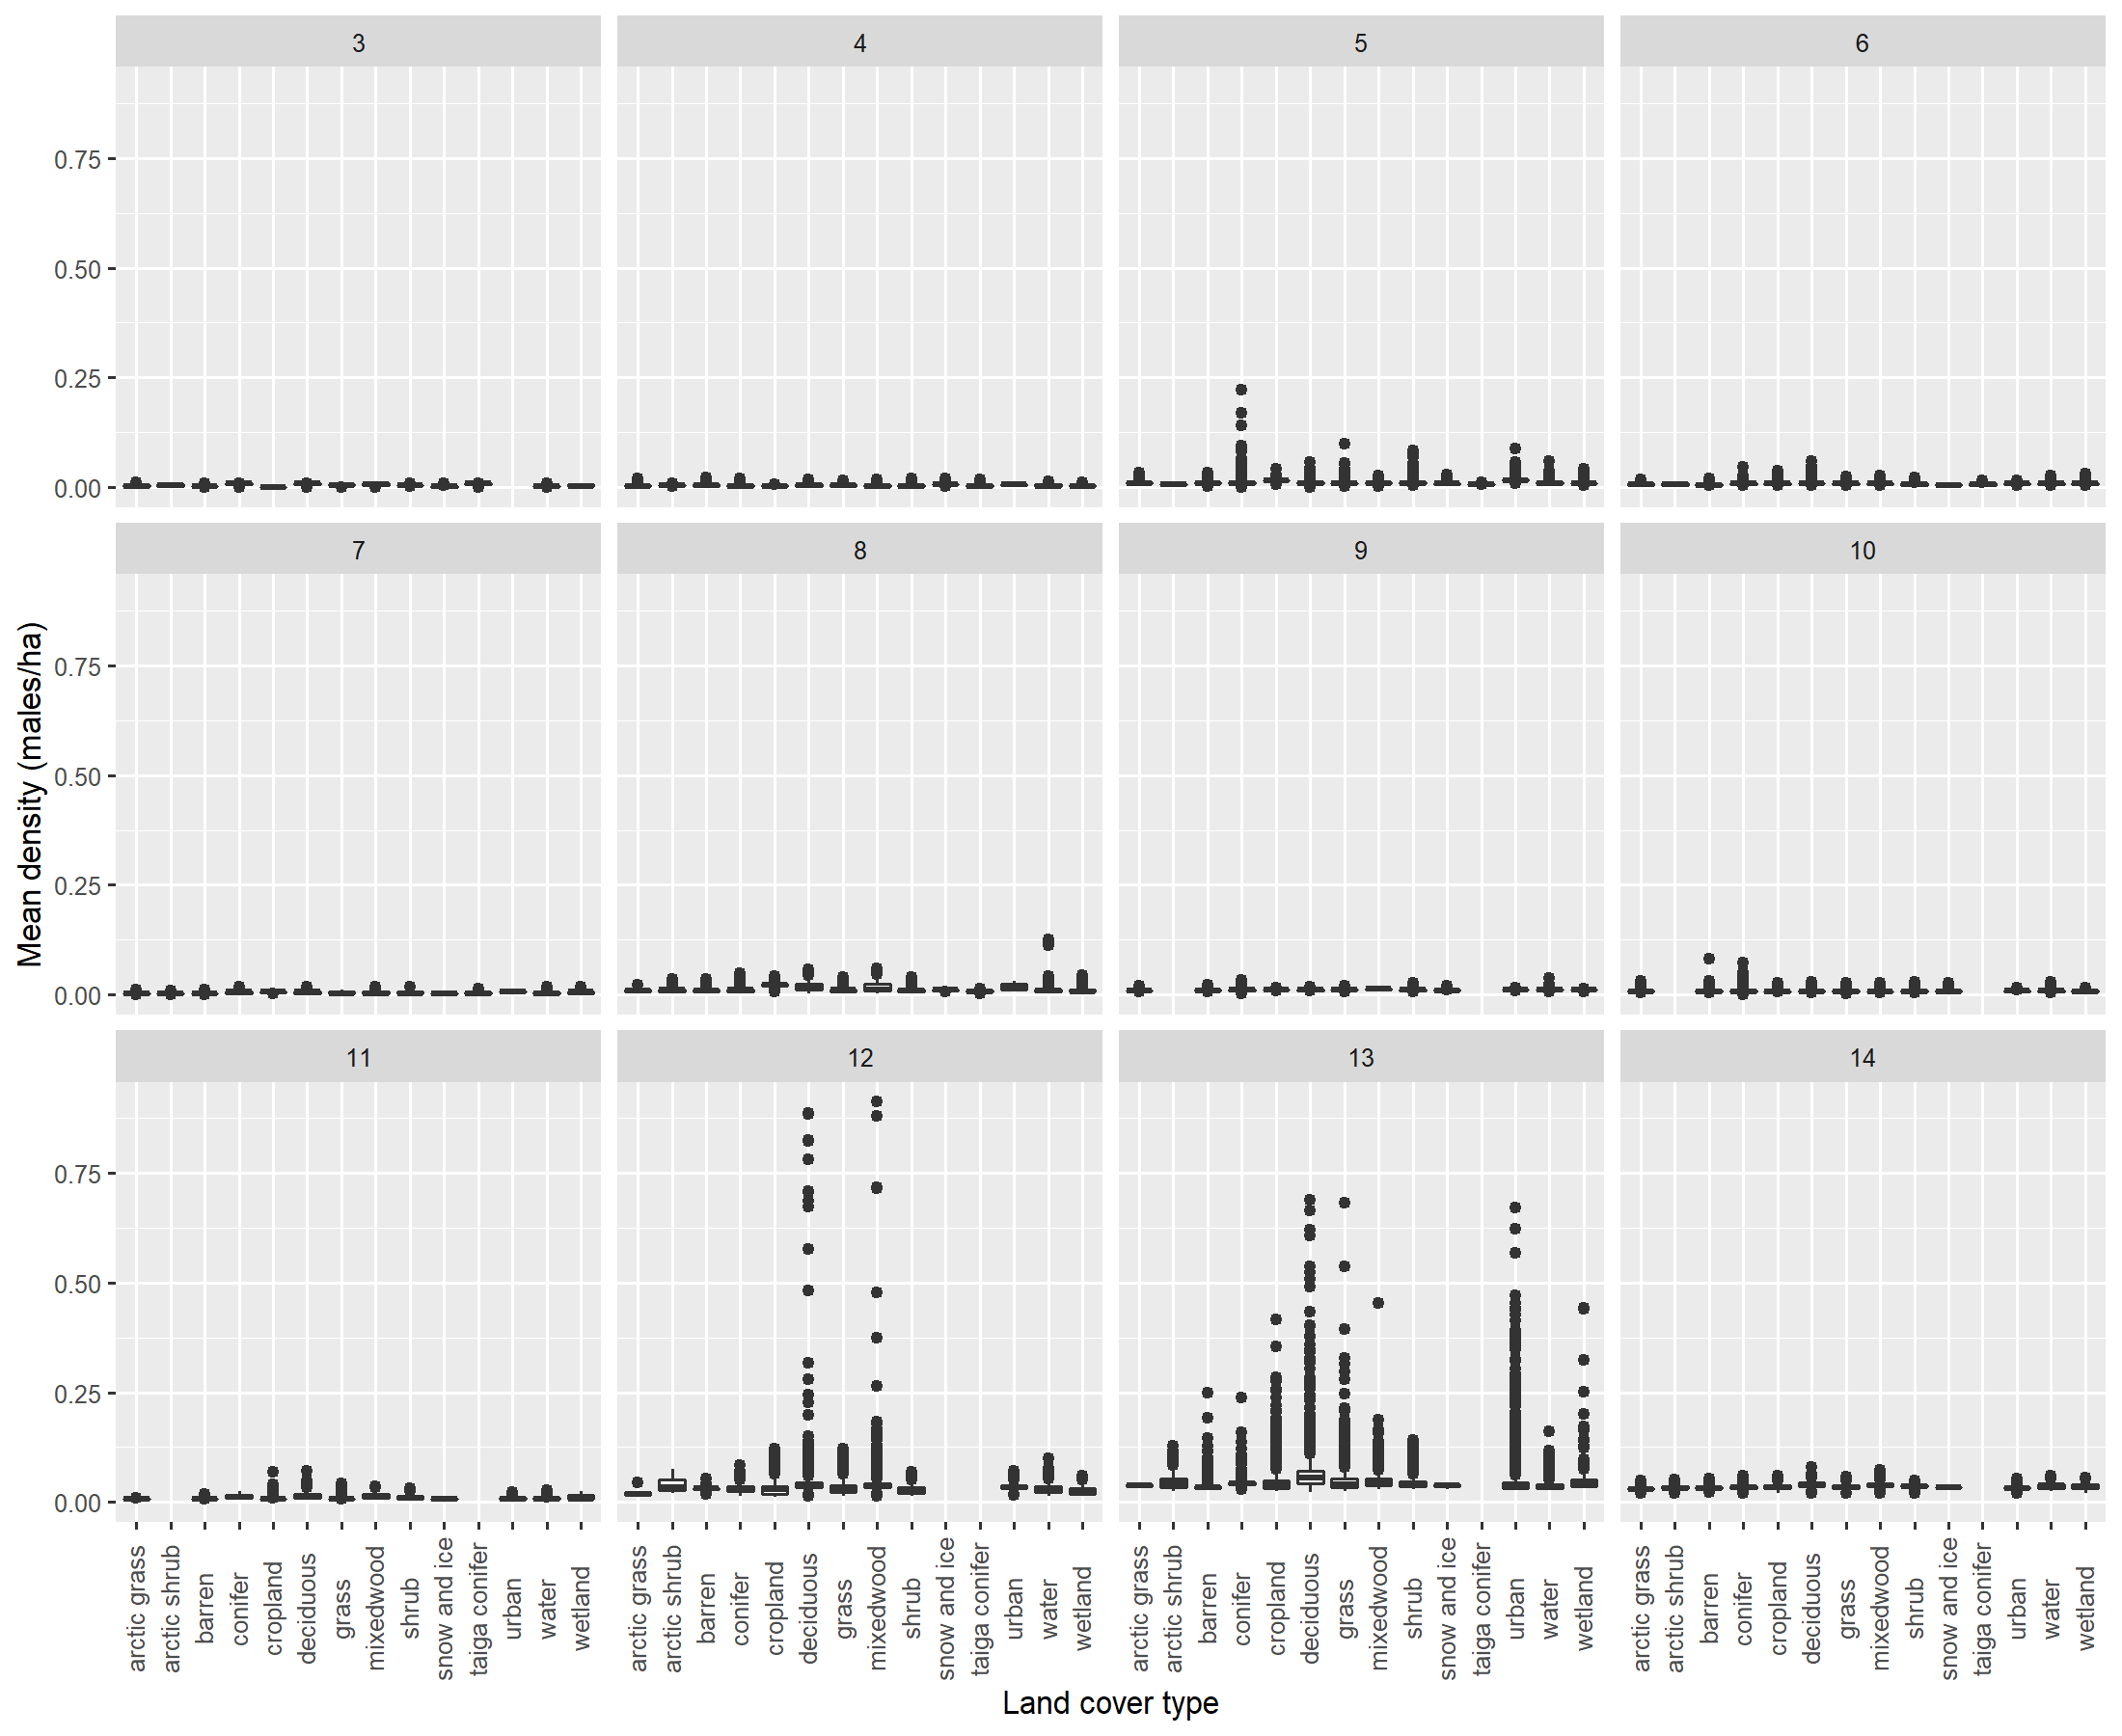 3 4 5 6
0.75
0.50
0.25
0.00
7 8 9 10
0.75
0.50
0.25
0.00
11 12 13 14
0.75
0.50
0.25
0.00
Mean density (males/ha)
arctic grass arctic shrub barren conifer cropland deciduous grass mixedwood shrub snow and ice taiga conifer urban water wetland
arctic grass arctic shrub barren conifer cropland deciduous grass mixedwood shrub snow and ice taiga conifer urban water wetland
arctic grass arctic shrub barren conifer cropland deciduous grass mixedwood shrub snow and ice taiga conifer urban water wetland
arctic grass arctic shrub barren conifer cropland deciduous grass mixedwood shrub snow and ice taiga conifer urban water wetland
Land cover type